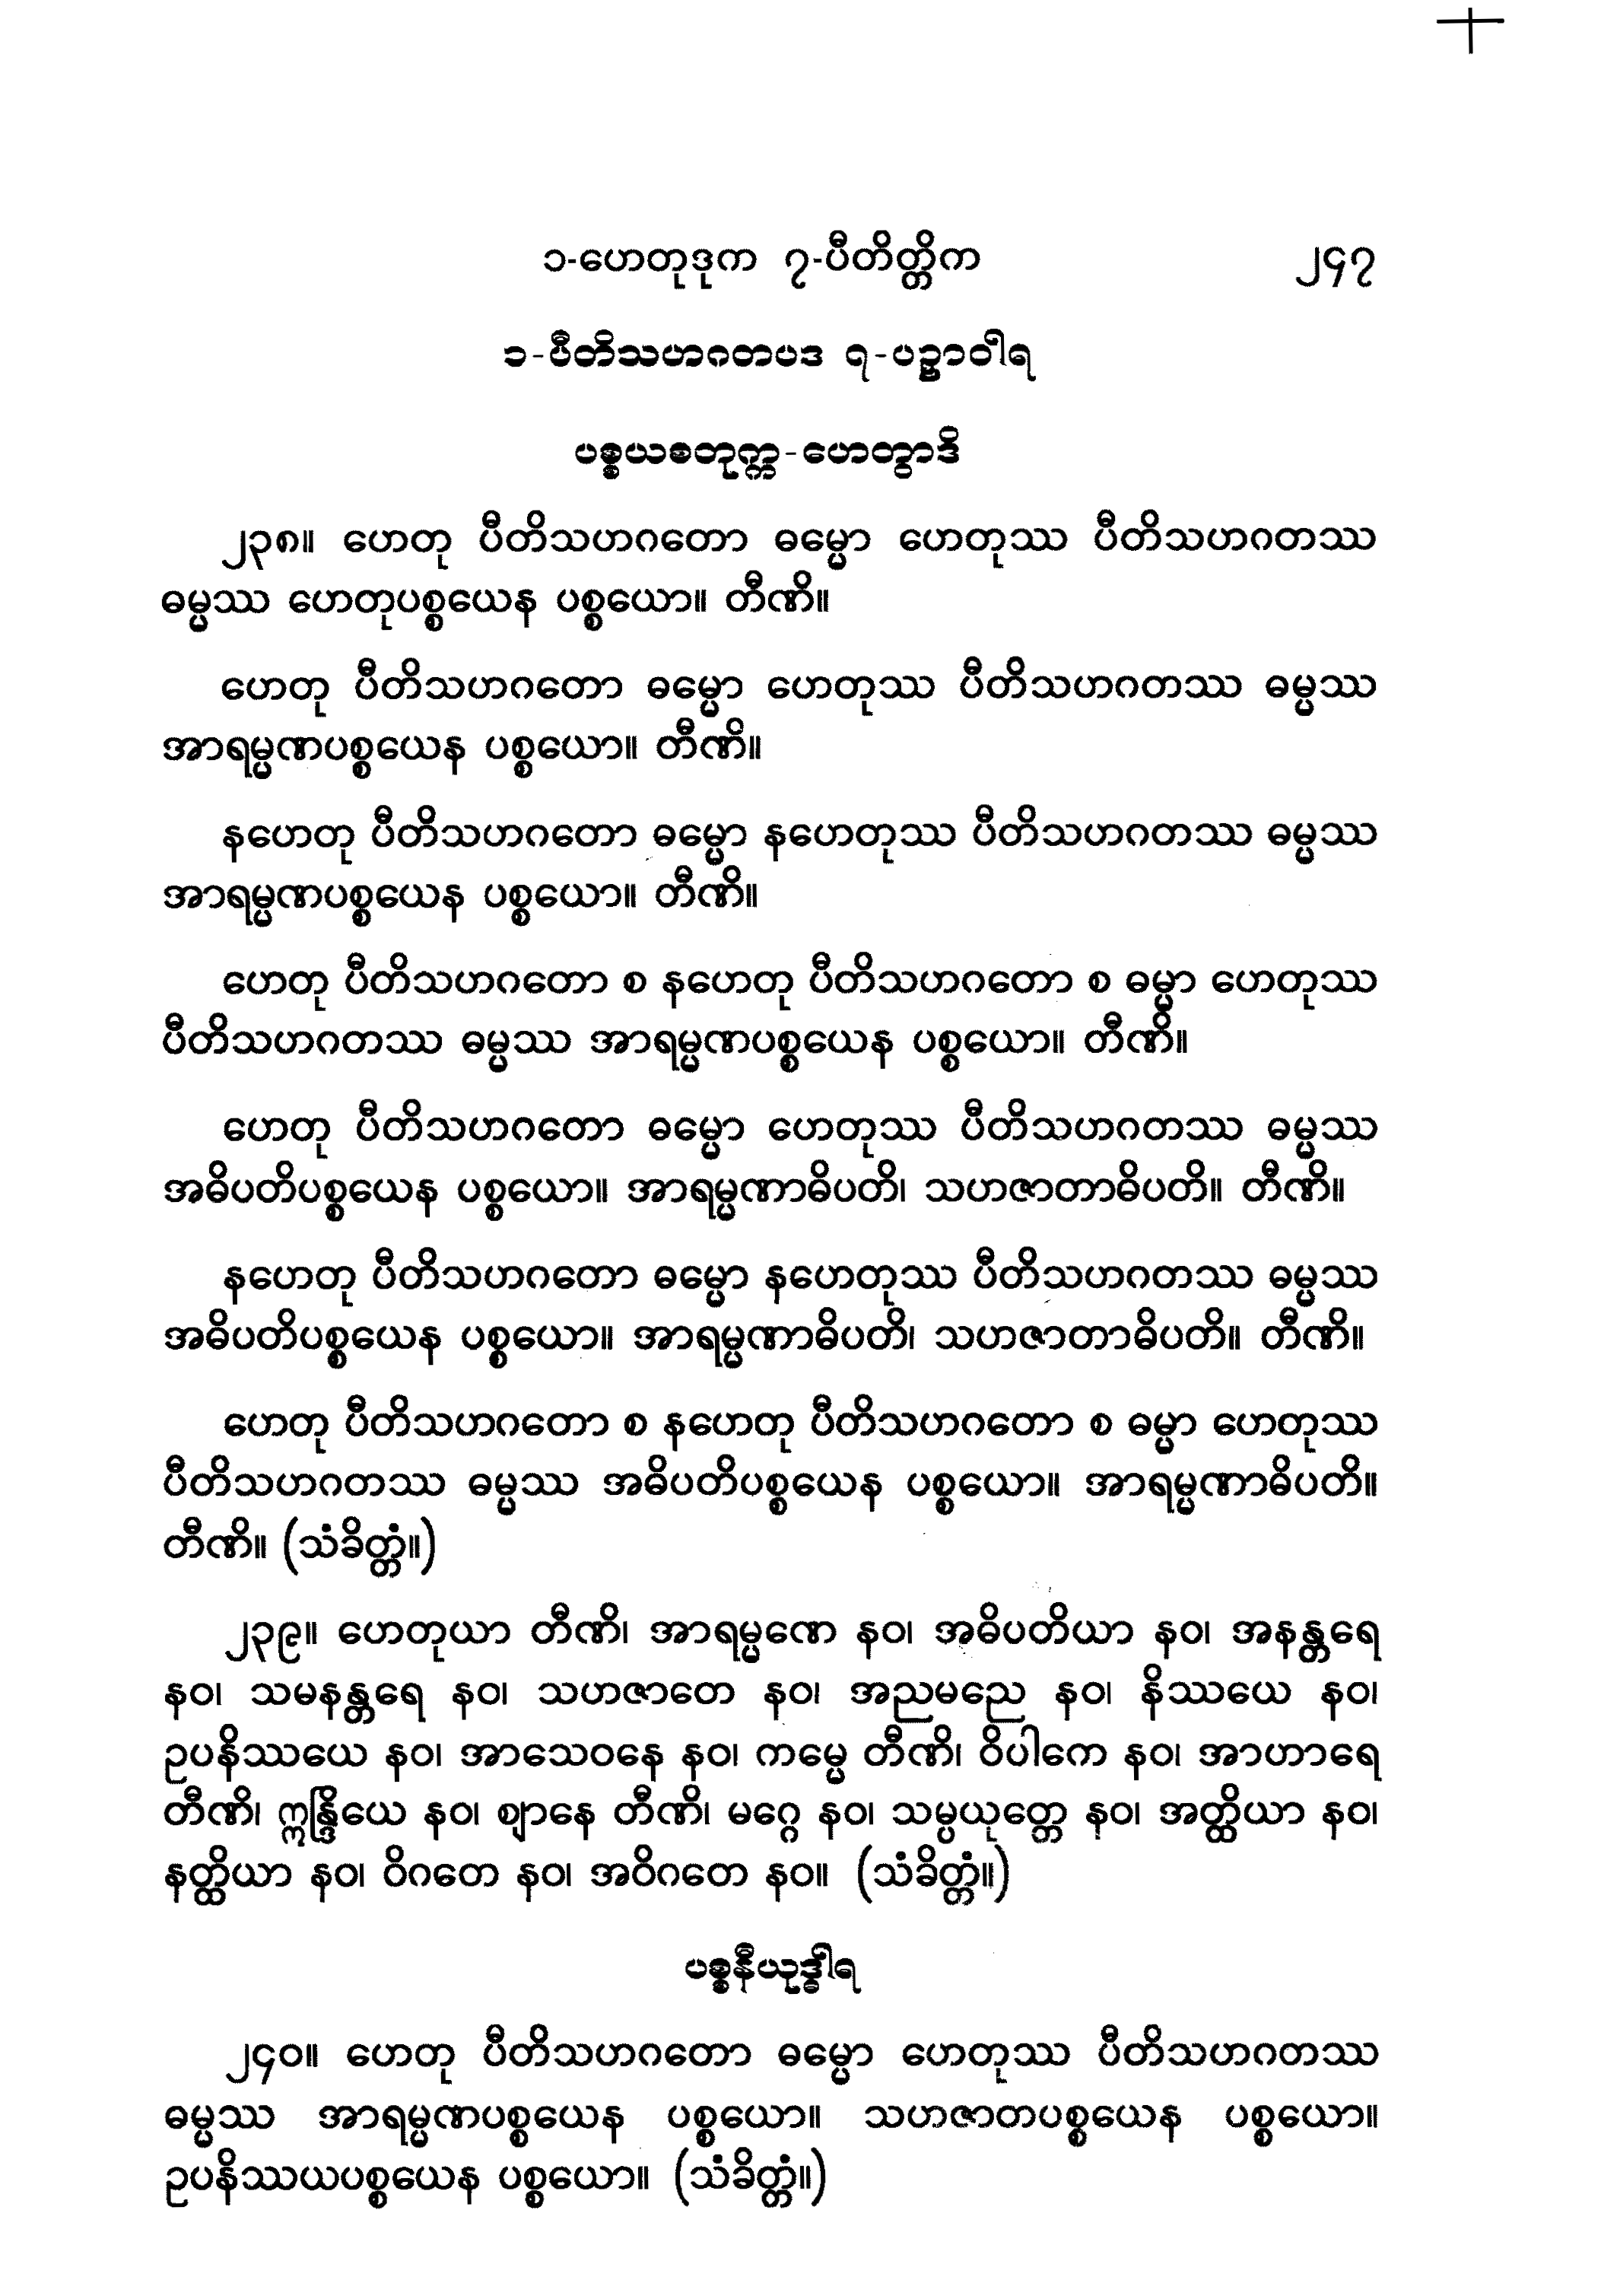 ၁-ဟေတုဒုက ၇-ပီတိတ္တိက ၂၄၇
၁-ပီတိသဟဂတပဒ ၇-ပဉှာဝါရ
ပစ္စယစတုက္က-ဟေတွာဒိ
၂၃၈။ ဟေတု ပီတိသဟဂတော ဓမ္မော ဟေတုဿ ပီတိသဟဂတဿ
ဓမ္မဿ ဟေတုပစ္စယေန ပစ္စယော။ တီဏိ။
ဟေတု ပီတိသဟဂတော ဓမ္မော ဟေတုဿ ပီတိသဟဂတဿ ဓမ္မဿ
အာရမ္မဏပစ္စယေန ပစ္စယော။ တီဏိ။
နဟေတု ပီတိသဟဂတော ဓမ္မော နဟေတုဿ ပီတိသဟဂတဿ ဓမ္မဿ
အာရမ္မဏပစ္စယေန ပစ္စယော။ တီဏိ။
ဟေတု ပီတိသဟဂတော စ နဟေတု ပီတိသဟဂတော စ ဓမ္မာ ဟေတုဿ
ပီတိသဟဂတဿ ဓမ္မဿ အာရမ္မဏပစ္စယေန ပစ္စယော။ တီဏိ။
ဟေတု ပီတိသဟဂတော ဓမ္မော ဟေတုဿ ပီတိသဟဂတဿ ဓမ္မဿ
အဓိပတိပစ္စယေန ပစ္စယော။ အာရမ္မဏာဓိပတိ၊ သဟဇာတာဓိပတိ။ တီဏိ။
နဟေတု ပီတိသဟဂတော ဓမ္မော နဟေတုဿ ပီတိသဟဂတဿ ဓမ္မဿ
အဓိပတိပစ္စယေန ပစ္စယော။ အာရမ္မဏာဓိပတိ၊ သဟဇာတာဓိပတိ။ တီဏိ။
ဟေတု ပီတိသဟဂတော စ နဟေတု ပီတိသဟဂတော စ ဓမ္မာ ဟေတုဿ
ပီတိသဟဂတဿ ဓမ္မဿ အဓိပတိပစ္စယေန ပစ္စယော။ အာရမ္မဏာဓိပတိ။
တီဏိ။ (သံခိတ္တံ။)
၂၃၉။ ဟေတုယာ တီဏိ၊ အာရမ္မဏေ နဝ၊ အဓိပတိယာ နဝ၊ အနန္တရေ
နဝ၊ သမနန္တရေ နဝ၊ သဟဇာတေ နဝ၊ အညမညေ နဝ၊ နိဿယေ နဝ၊
ဥပနိဿယေ နဝ၊ အာသေဝနေ နဝ၊ ကမ္မေ တီဏိ၊ ဝိပါကေ နဝ၊ အာဟာရေ
တီဏိ၊ ဣန္ဒြိယေ နဝ၊ ဈာနေ တီဏိ၊ မဂ္ဂေ နဝ၊ သမ္ပယုတ္တေ နဝ၊ အတ္ထိယာ နဝ၊
နတ္ထိယာ နဝ၊ ဝိဂတေ နဝ၊ အဝိဂတေ နဝ။ (သံခိတ္တံ။)
ပစ္စနီယုဒ္ဓါရ
၂၄၀။ ဟေတု ပီတိသဟဂတော ဓမ္မော ဟေတုဿ ပီတိသဟဂတဿ
ဓမ္မဿ အာရမ္မဏပစ္စယေန ပစ္စယော။ သဟဇာတပစ္စယေန ပစ္စယော။
ဥပနိဿယပစ္စယေန ပစ္စယော။ (သံခိတ္တံ။)